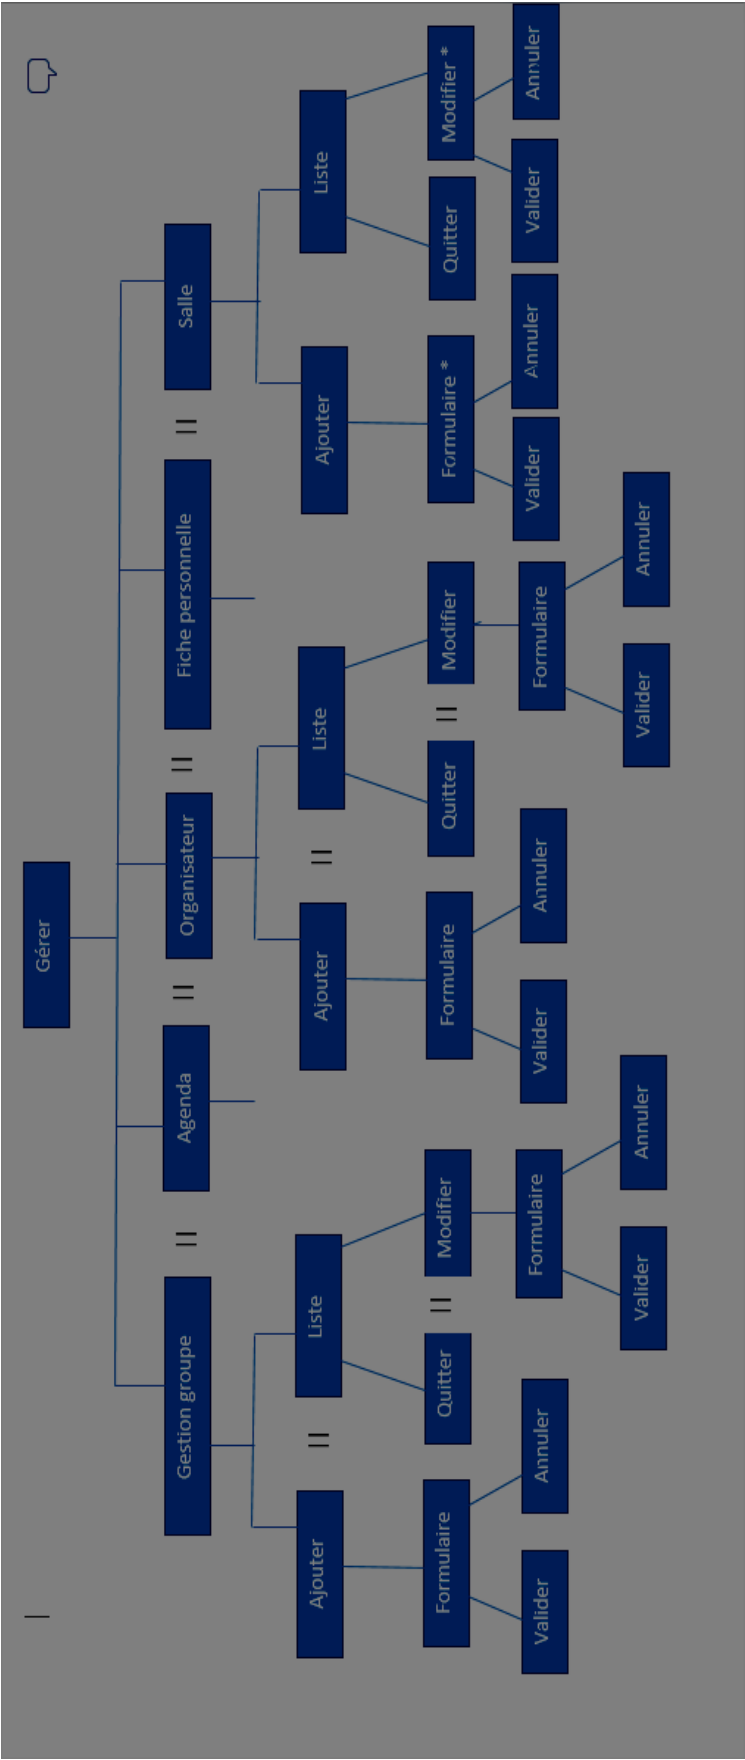 Gérer
Gestion groupe
||
Agenda
||
Organisateur
||
Fiche personnelle
||
Salle
Ajouter
||
Liste
Ajouter
||
Liste
Ajouter
Liste
Formulaire
Quitter
||
Modifier
Formulaire
Quitter
||
Modifier
Formulaire *
Quitter
Modifier *
Valider
Annuler
Formulaire
Valider
Annuler
Formulaire
Valider
Annuler
Valider
Annuler
Valider
Annuler
Valider
Annuler